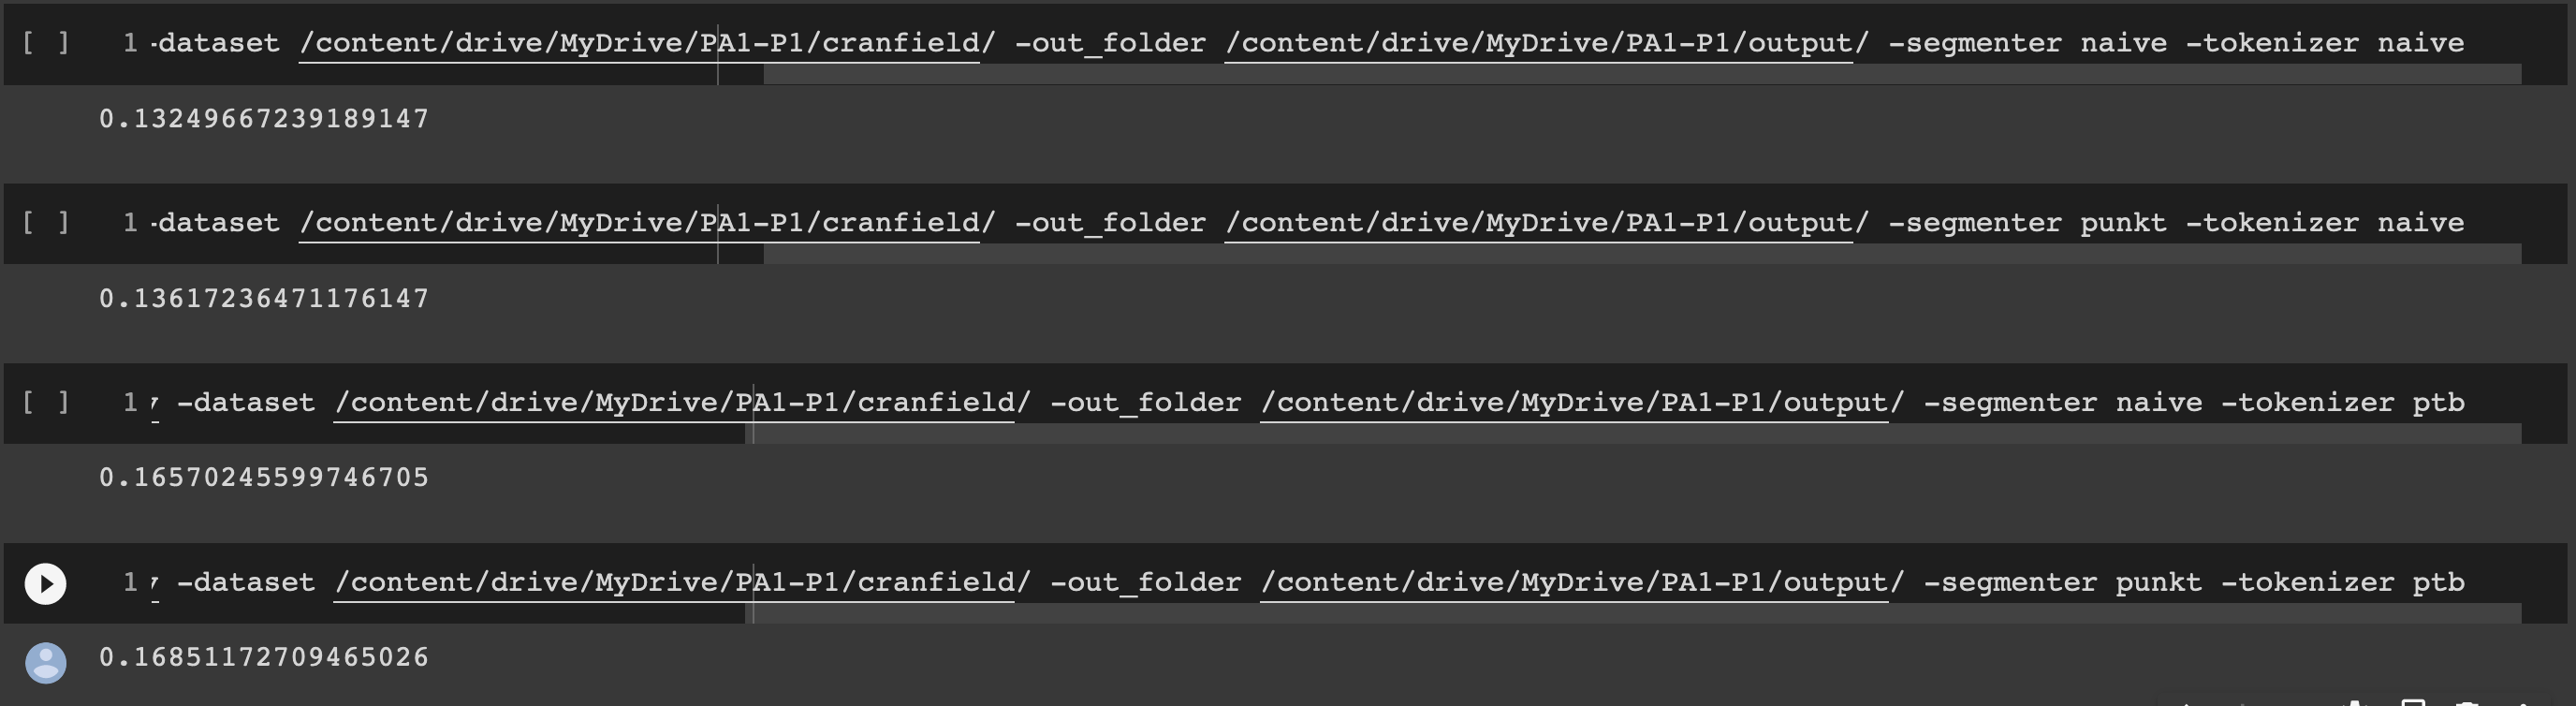 [ ] 1 -dataset /content/drive/MyDrive/PA1-P1/cranfield/ -out_folder /content/drive/MyDrive/PA1-P1/output/ -segmenter naive -tokenizer naive
0.13249667239189147
[ ] 1 -dataset /content/drive/MyDrive/PA1-P1/cranfield/ -out_folder /content/drive/MyDrive/PA1-P1/output/ -segmenter punkt -tokenizer naive
0.13617236471176147
[ ] 1 -dataset /content/drive/MyDrive/PA1-P1/cranfield/ -out_folder /content/drive/MyDrive/PA1-P1/output/ -segmenter naive -tokenizer ptb
0.16570245599746705
1 -dataset /content/drive/MyDrive/PA1-P1/cranfield/ -out_folder /content/drive/MyDrive/PA1-P1/output/ -segmenter punkt -tokenizer ptb
0.16851172709465026